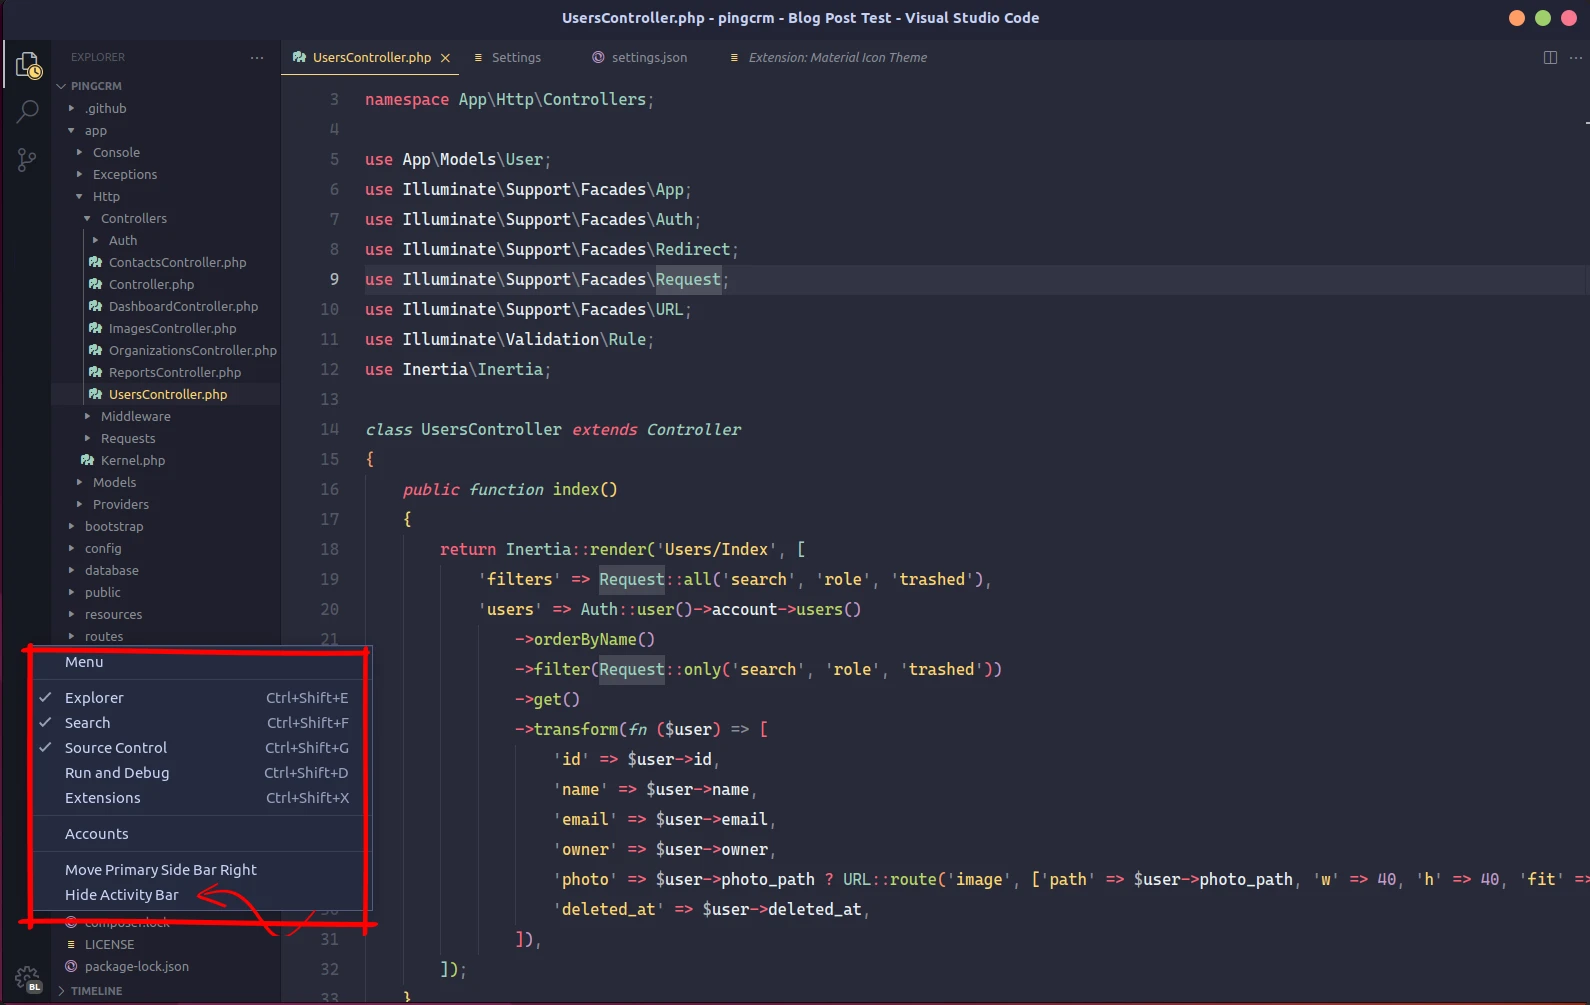 UsersController.php - pingcrm - Blog Post Test - Visual Studio Code
EXPLORER
UsersController.php
Settings
settings.json
Extension: Material Icon Theme
PINGCRM
.github
app
Console
Exceptions
Http
Controllers
Auth
ContactsController.php
Controller.php
DashboardController.php
ImagesController.php
OrganizationsController.php
ReportsController.php
UsersController.php
Middleware
Requests
Kernel.php
Models
Providers
bootstrap
config
database
public
resources
routes
Menu
Explorer Ctrl+Shift+E
Search Ctrl+Shift+F
Source Control Ctrl+Shift+G
Run and Debug Ctrl+Shift+D
Extensions Ctrl+Shift+X
Accounts
Move Primary Side Bar Right
Hide Activity Bar
composer.lock
LICENSE
package-lock.json
BL
TIMELINE
3 namespace App\Http\Controllers;
4
5 use App\Models\User;
6 use Illuminate\Support\Facades\App;
7 use Illuminate\Support\Facades\Auth;
8 use Illuminate\Support\Facades\Redirect;
9 use Illuminate\Support\Facades\Request;
10 use Illuminate\Support\Facades\URL;
11 use Illuminate\Validation\Rule;
12 use Inertia\Inertia;
13
14 class UsersController extends Controller
15 {
16 public function index()
17 {
18 return Inertia::render('Users/Index', [
19 'filters' => Request::all('search', 'role', 'trashed'),
20 'users' => Auth::user()->account->users()
21 ->orderByName()
->filter(Request::only('search', 'role', 'trashed'))
->get()
->transform(fn ($user) => [
'id' => $user->id,
'name' => $user->name,
'email' => $user->email,
'owner' => $user->owner,
'photo' => $user->photo_path ? URL::route('image', ['path' => $user->photo_path, 'w' => 40, 'h' => 40, 'fit' =>
30 'deleted_at' => $user->deleted_at,
31 ]),
32 ]);
33 }